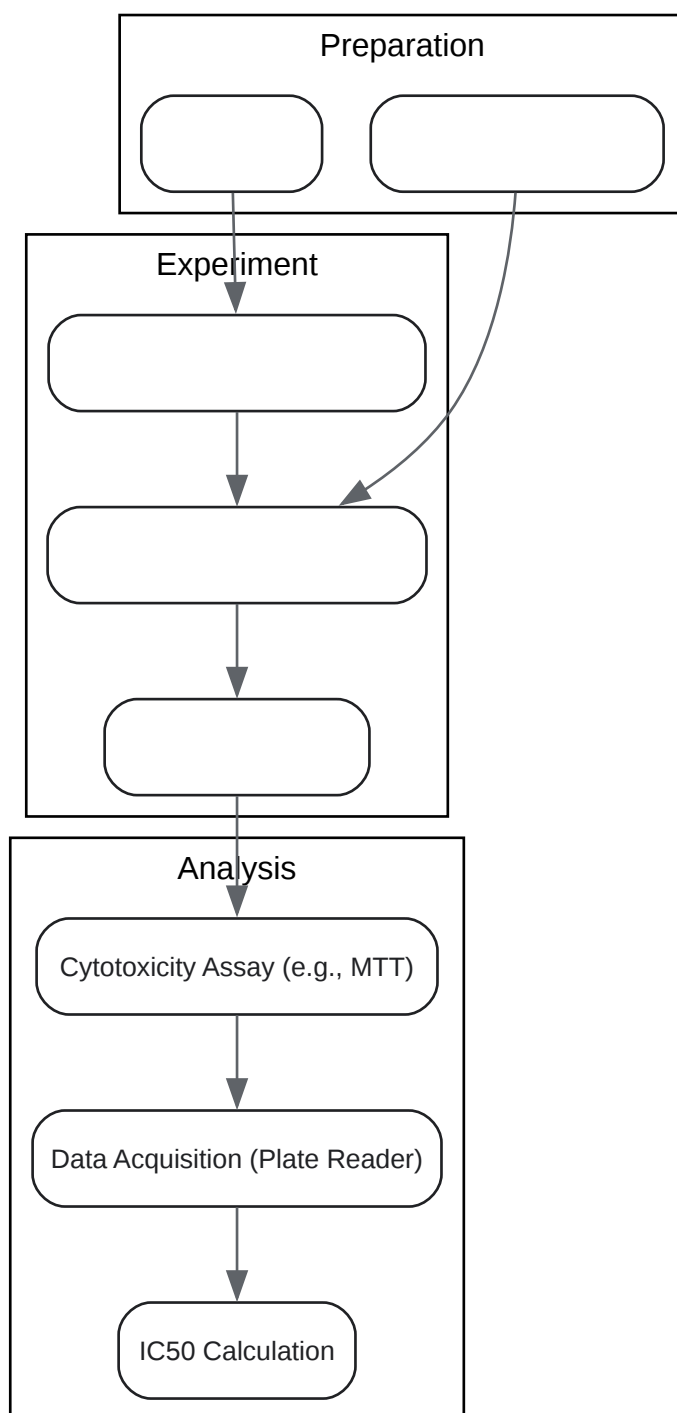 Preparation
Experiment
Analysis
Cytotoxicity Assay (e.g., MTT)
Data Acquisition (Plate Reader)
IC50 Calculation